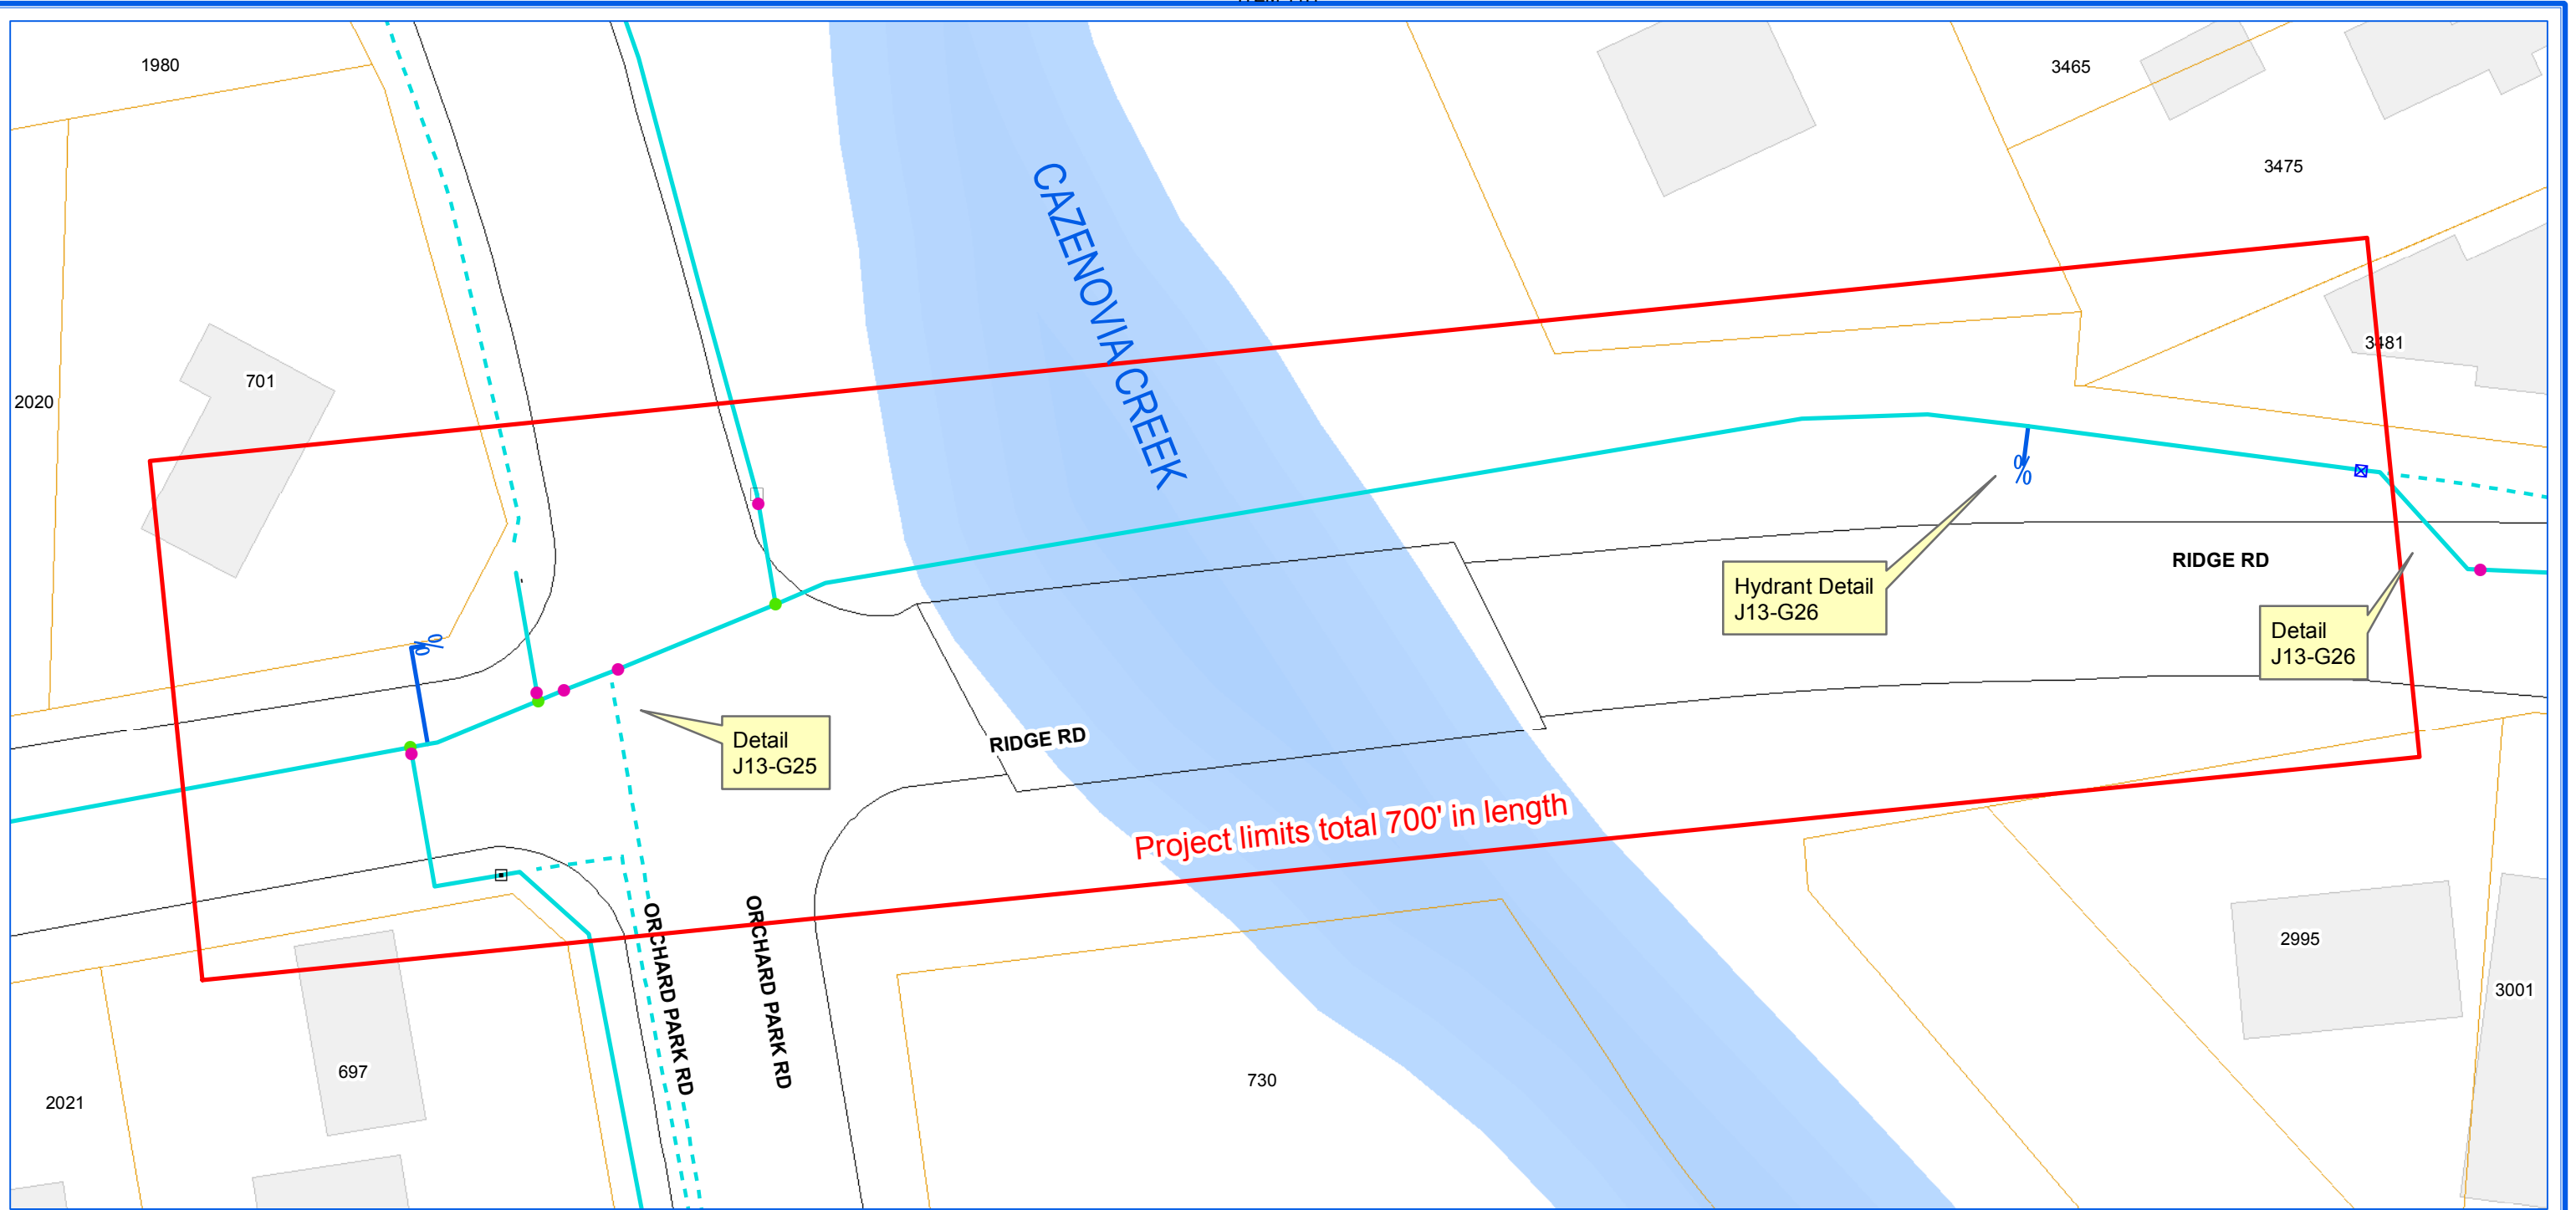 1980
3465
3475
CAZENOVIA CREEK
701
2020
3481
%
Hydrant Detail
J13-G26
RIDGE RD
Detail
J13-G26
%
Detail
J13-G25
RIDGE RD
Project limits total 700' in length
ORCHARD PARK RD
ORCHARD PARK RD
2995
3001
697
2021
730